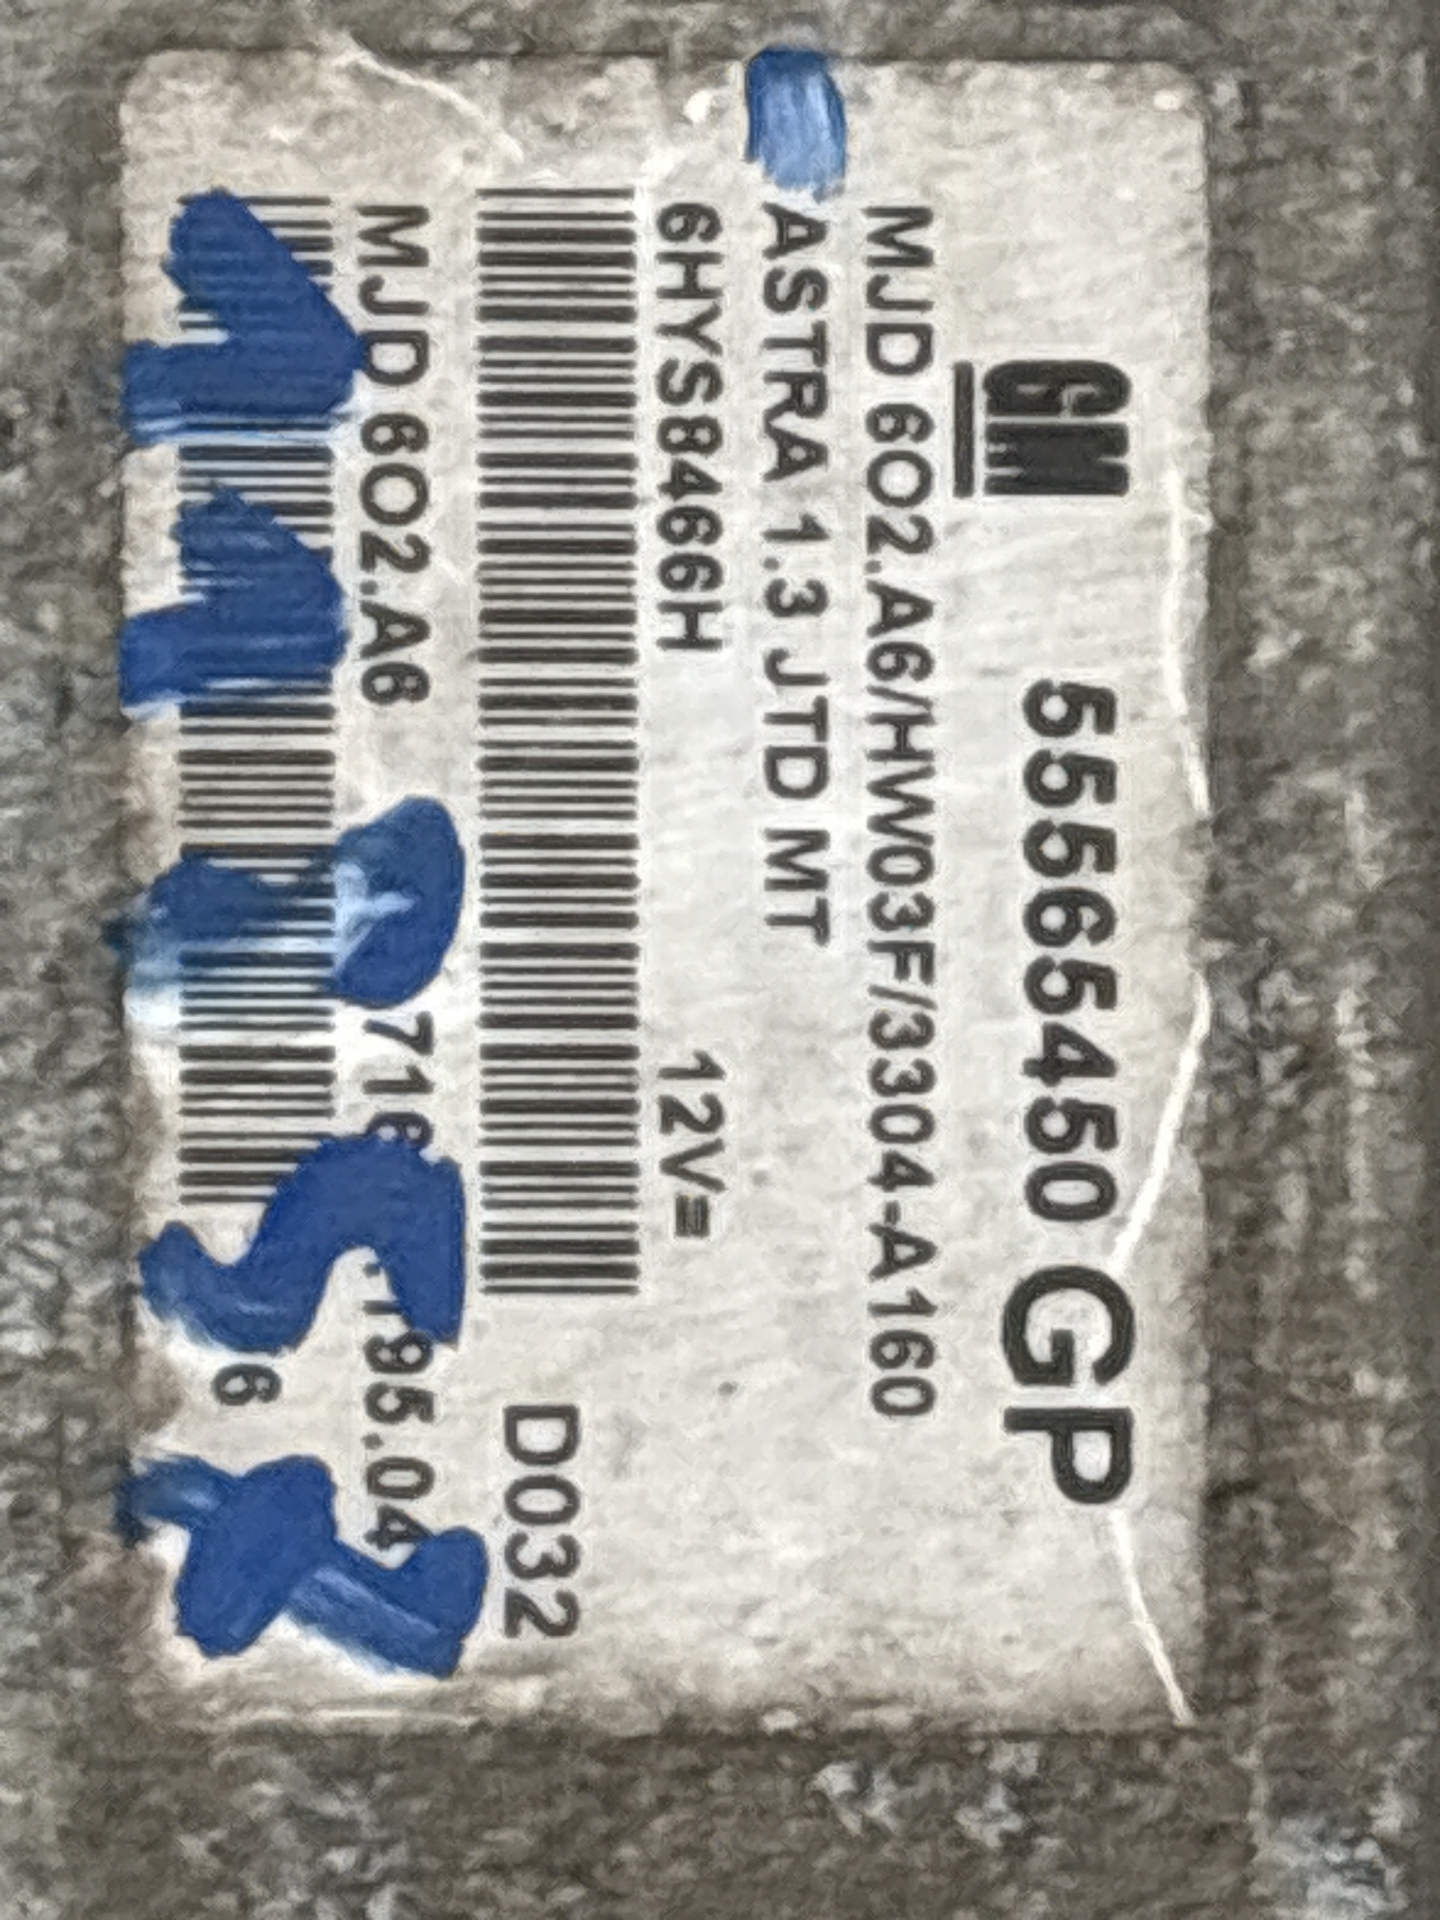 GM 55565450 GP
MJD 6O2.A6/HW03F/3304-A160
ASTRA 1.3 JTD MT
6HYS8466H 12V=
D032
MJD 6O2.A6
6